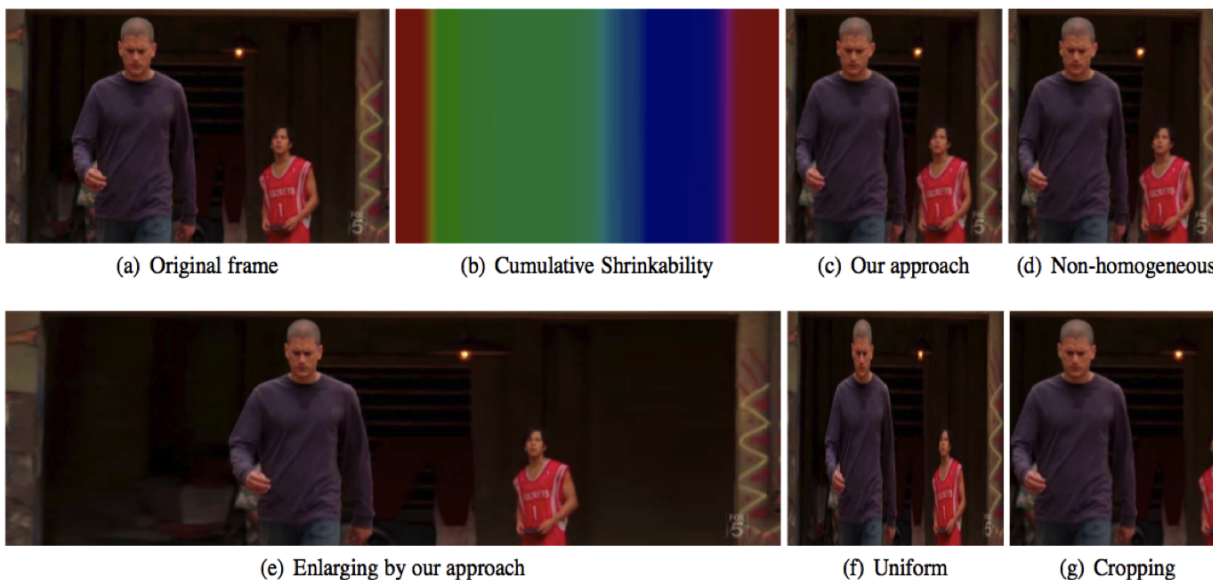 (a) Original frame
(b) Cumulative Shrinkability
(c) Our approach
(d) Non-homogeneous
(e) Enlarging by our approach
(f) Uniform
(g) Cropping